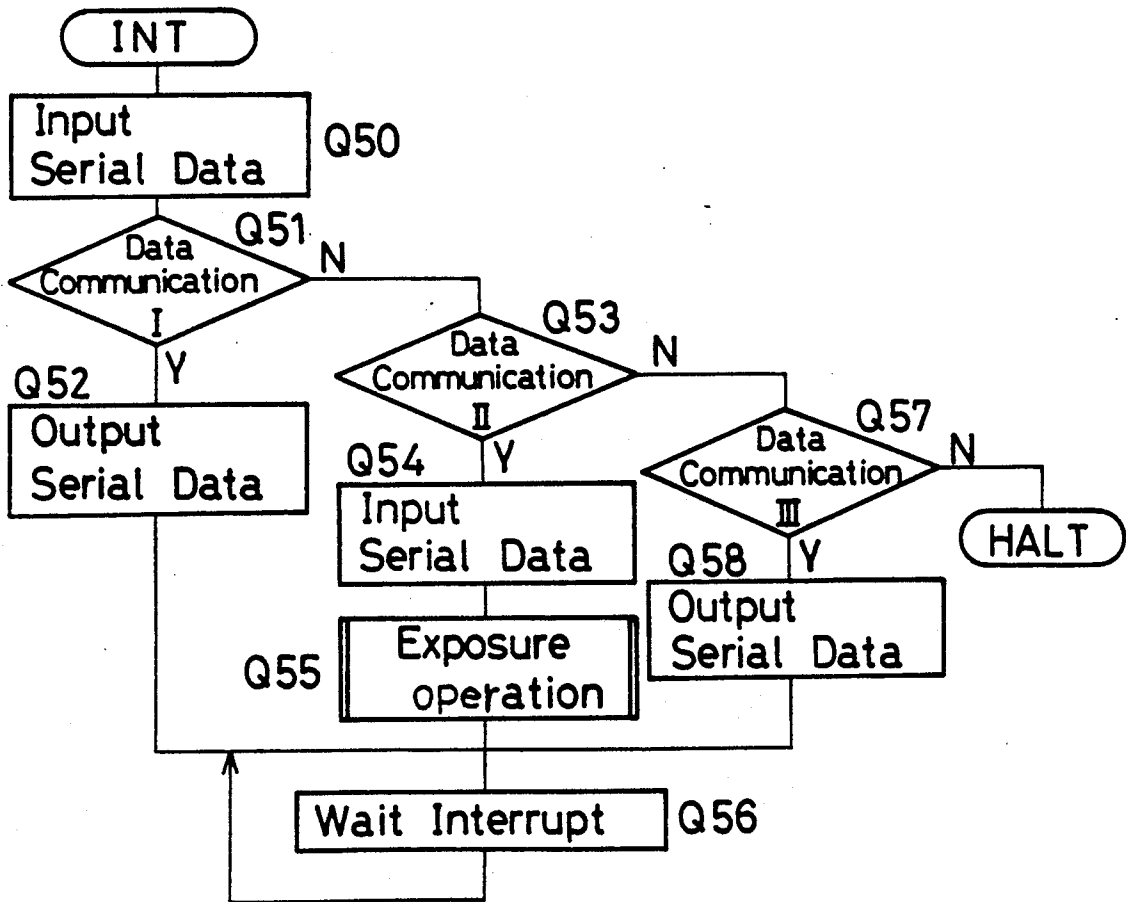 INT
Input
Serial Data
Q50
Q51
Data
Communication
I
N
Y
Q52
Output
Serial Data
Q53
Data
Communication
II
N
Y
Q54
Input
Serial Data
Q55
Exposure
operation
Q57
Data
Communication
III
N
HALT
Y
Q58
Output
Serial Data
Wait Interrupt
Q56